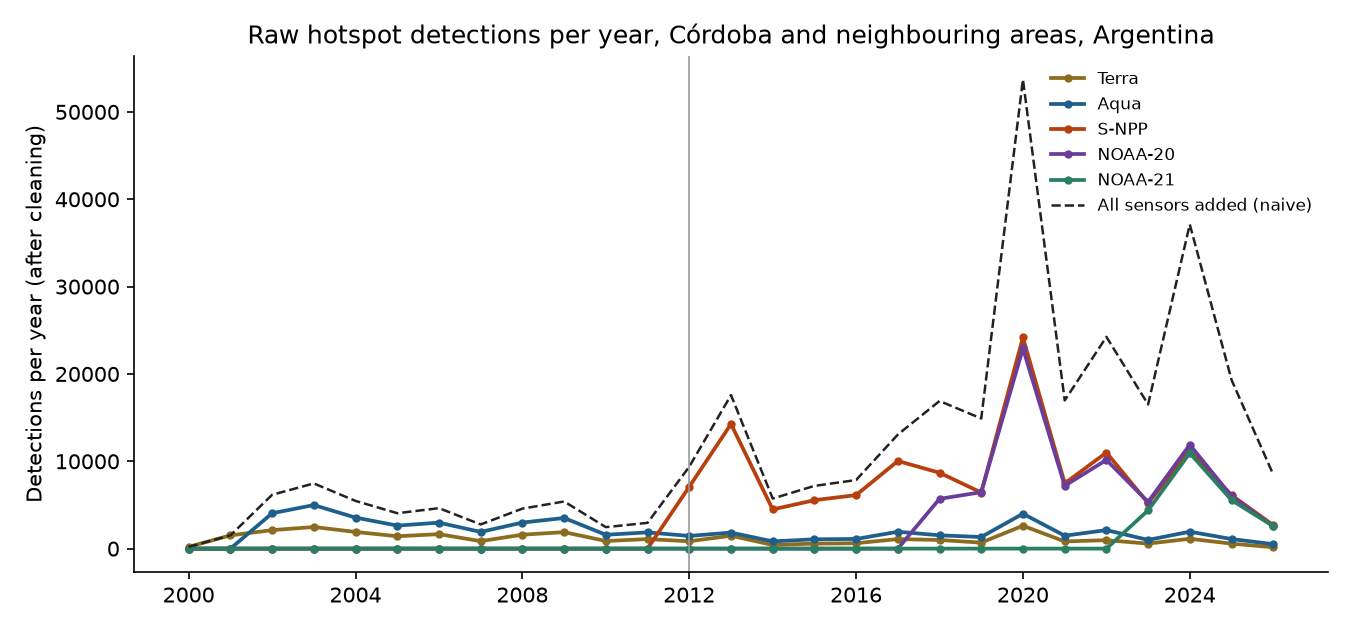 Raw hotspot detections per year, Córdoba and neighbouring areas, Argentina
Detections per year (after cleaning)
50000
40000
30000
20000
10000
0
2000 2004 2008 2012 2016 2020 2024
Terra
Aqua
S-NPP
NOAA-20
NOAA-21
All sensors added (naive)